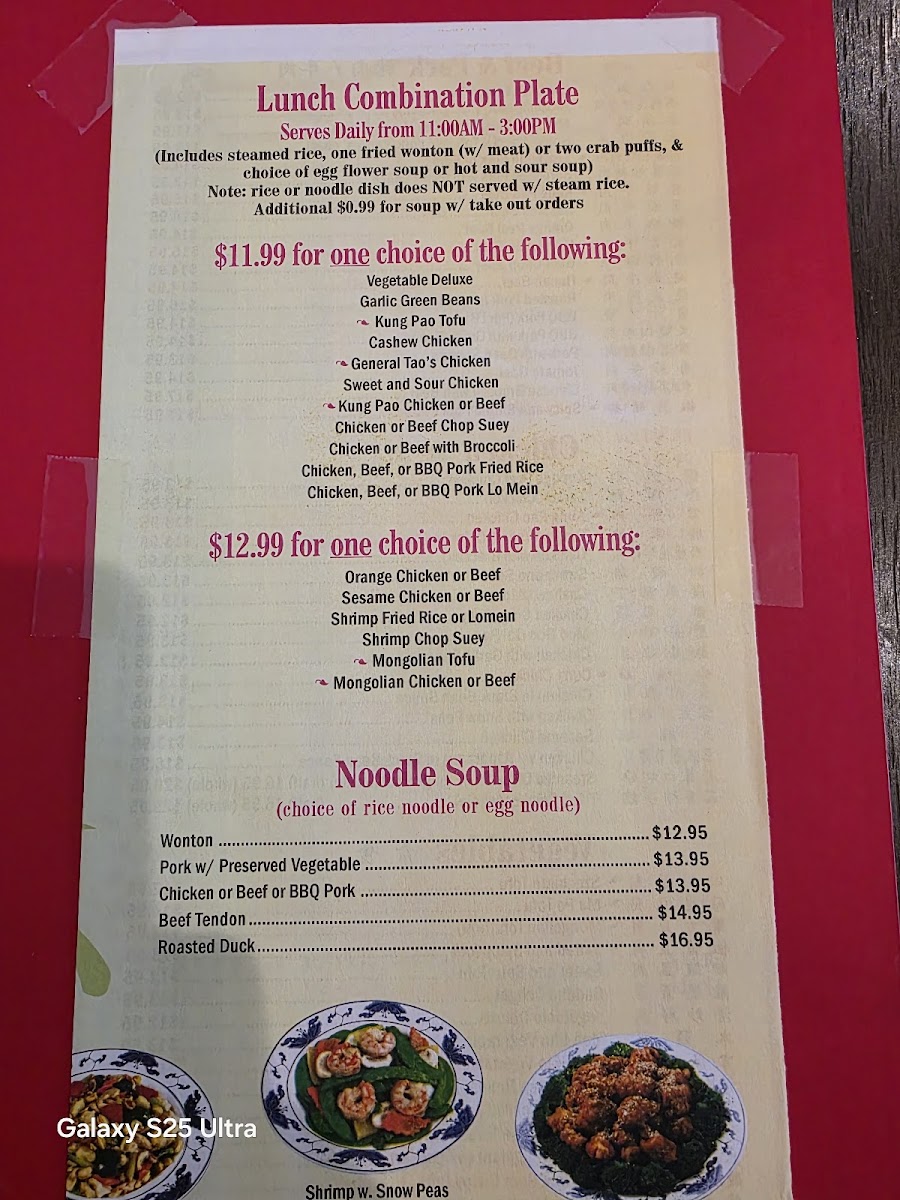 Lunch Combination Plate
Serves Daily from 11:00AM - 3:00PM
(Includes steamed rice, one fried wonton (w/ meat) or two crab puffs, &
choice of egg flower soup or hot and sour soup)
Note: rice or noodle dish does NOT served w/ steam rice.
Additional $0.99 for soup w/ take out orders
$11.99 for one choice of the following:
Vegetable Deluxe
Garlic Green Beans
Kung Pao Tofu
Cashew Chicken
General Tao's Chicken
Sweet and Sour Chicken
Kung Pao Chicken or Beef
Chicken or Beef Chop Suey
Chicken or Beef with Broccoli
Chicken, Beef, or BBQ Pork Fried Rice
Chicken, Beef, or BBQ Pork Lo Mein
$12.99 for one choice of the following:
Orange Chicken or Beef
Sesame Chicken or Beef
Shrimp Fried Rice or Lomein
Shrimp Chop Suey
Mongolian Tofu
Mongolian Chicken or Beef
Noodle Soup
(choice of rice noodle or egg noodle)
Wonton ........ $12.95
Pork w/ Preserved Vegetable ........ $13.95
Chicken or Beef or BBQ Pork ........ $13.95
Beef Tendon ........ $14.95
Roasted Duck ........ $16.95
Galaxy S25 Ultra
Shrimp w. Snow Peas